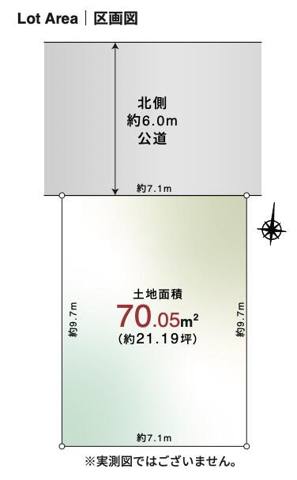 Lot Area｜区画図
北側
約6.0m
公道
約7.1m
土地面積
70.05m²
(約21.19坪)
約9.7m
約9.7m
約7.1m
※実測図ではございません。